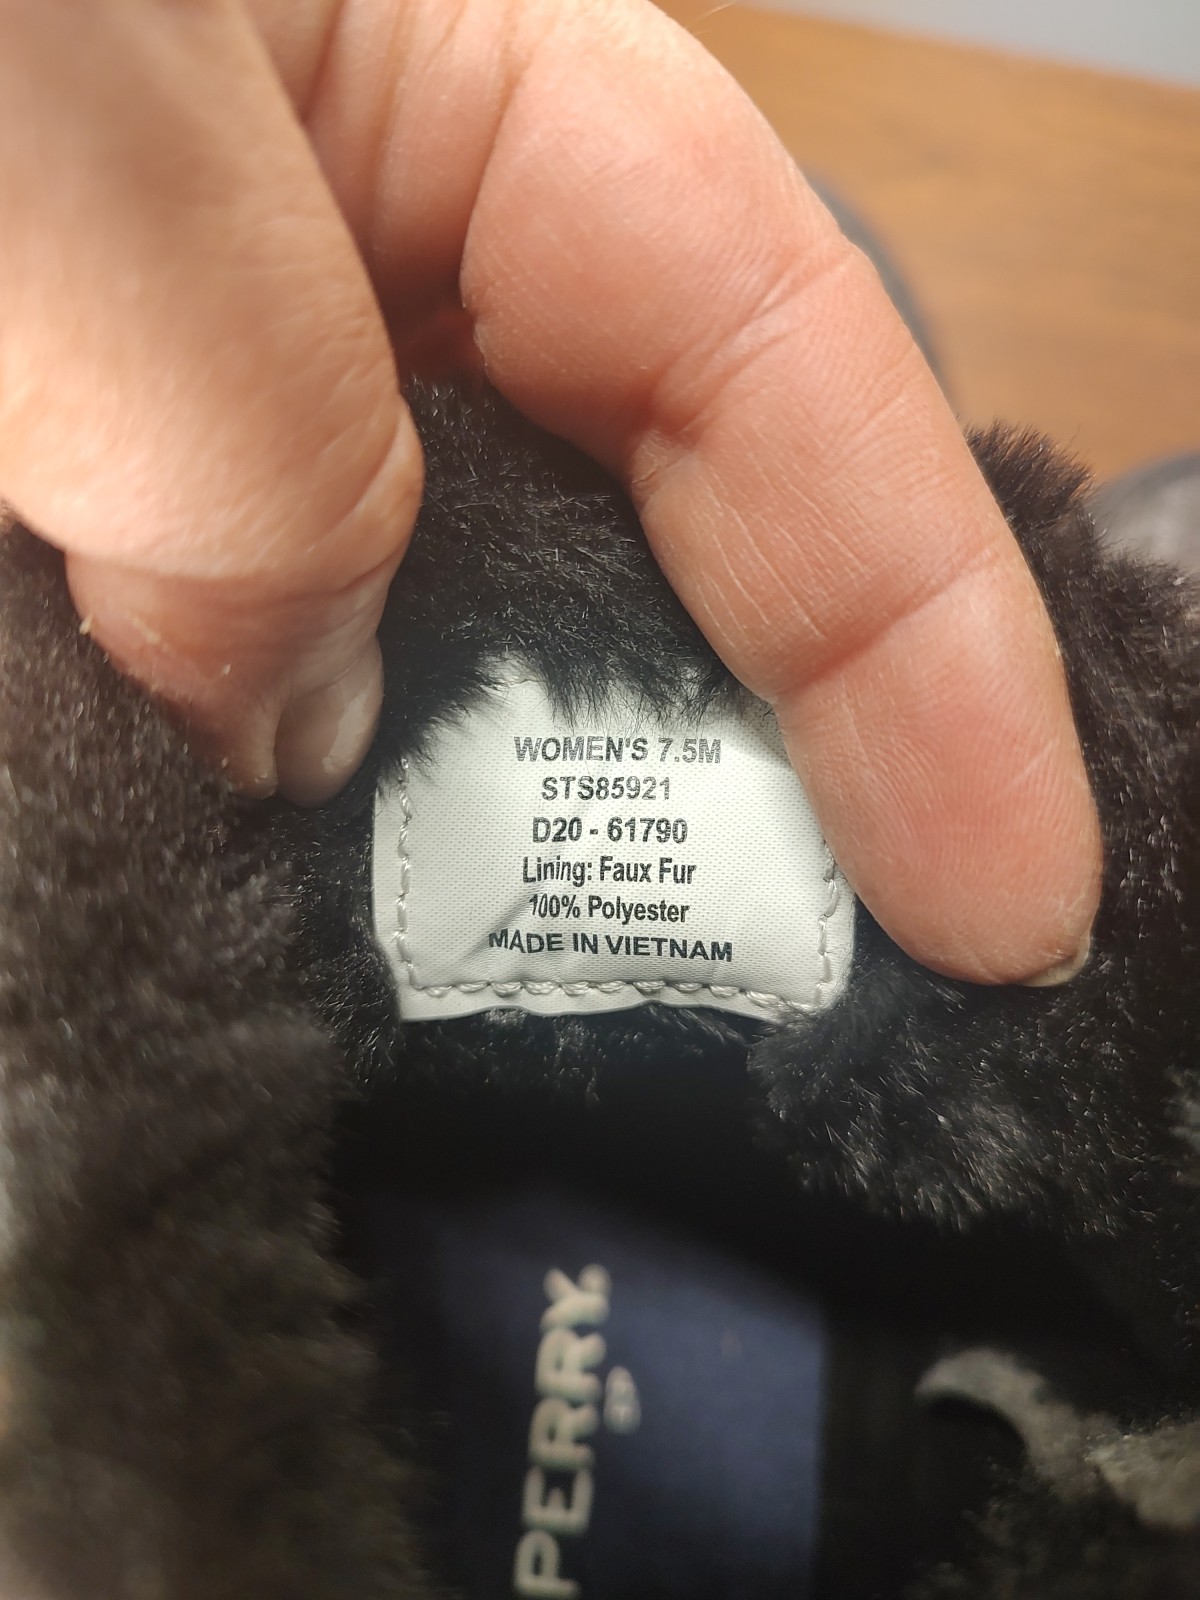 WOMEN'S 7.5M
STS85921
D20 - 61790
Lining: Faux Fur
100% Polyester
MADE IN VIETNAM
PERRY